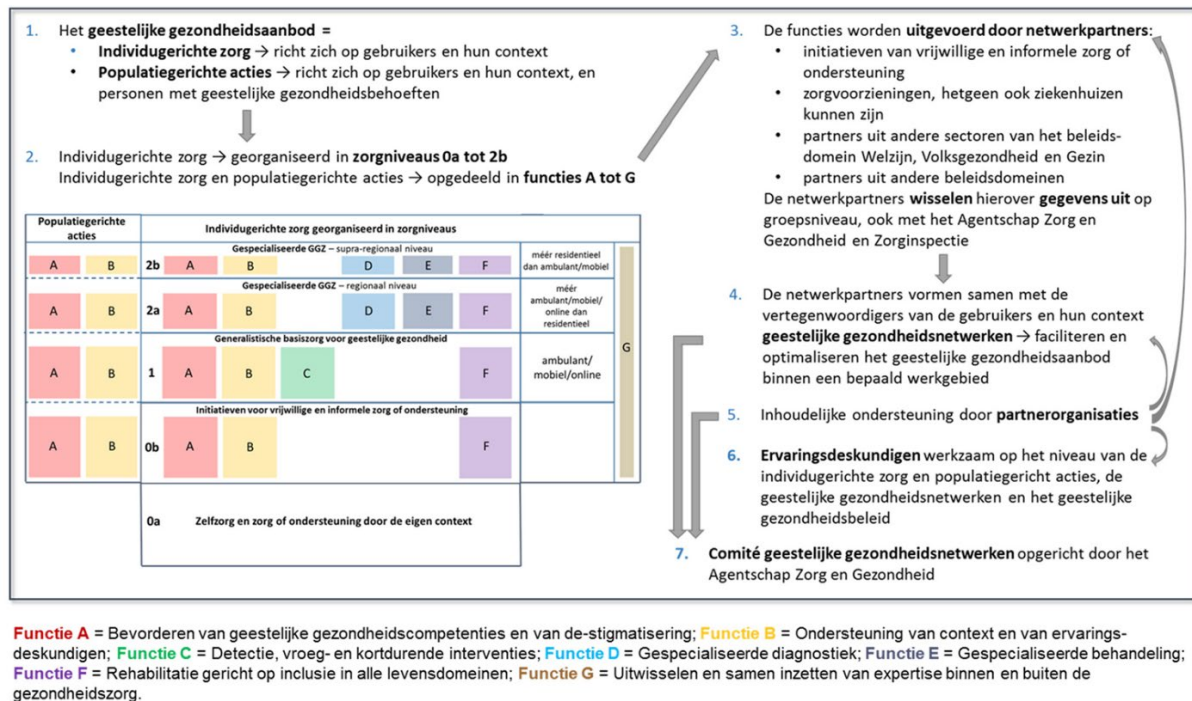 1. Het geestelijke gezondheidsaanbod =
• Individugerichte zorg → richt zich op gebruikers en hun context
• Populatiegerichte acties → richt zich op gebruikers en hun context, en
personen met geestelijke gezondheidsbehoeften
2. Individugerichte zorg → georganiseerd in zorgniveaus 0a tot 2b
Individugerichte zorg en populatiegerichte acties → opgedeeld in functies A tot G
Populatiegerichte
acties
Individugerichte zorg georganiseerd in zorgniveaus
Gespecialiseerde GGZ – supra-regionaal niveau
A B 2b A B D E F
méér residentieel
dan ambulant/mobiel
Gespecialiseerde GGZ – regionaal niveau
A B 2a A B D E F
méér
ambulant/mobiel/
online dan
residentieel
Generalistische basiszorg voor geestelijke gezondheid
A B 1 A B C F
ambulant/
mobiel/online
G
Initiatieven voor vrijwillige en informele zorg of ondersteuning
A B 0b A B F
0a Zelfzorg en zorg of ondersteuning door de eigen context
3. De functies worden uitgevoerd door netwerkpartners:
• initiatieven van vrijwillige en informele zorg of
ondersteuning
• zorgvoorzieningen, hetgeen ook ziekenhuizen
kunnen zijn
• partners uit andere sectoren van het beleids-
domein Welzijn, Volksgezondheid en Gezin
• partners uit andere beleidsdomeinen
De netwerkpartners wisselen hierover gegevens uit op
groepsniveau, ook met het Agentschap Zorg en
Gezondheid en Zorginspectie
4. De netwerkpartners vormen samen met de
vertegenwoordigers van de gebruikers en hun context
geestelijke gezondheidsnetwerken → faciliteren en
optimaliseren het geestelijke gezondheidsaanbod
binnen een bepaald werkgebied
5. Inhoudelijke ondersteuning door partnerorganisaties
6. Ervaringsdeskundigen werkzaam op het niveau van de
individugerichte zorg en populatiegericht acties, de
geestelijke gezondheidsnetwerken en het geestelijke
gezondheidsbeleid
7. Comité geestelijke gezondheidsnetwerken opgericht door het
Agentschap Zorg en Gezondheid
Functie A = Bevorderen van geestelijke gezondheidscompetenties en van de-stigmatisering; Functie B = Ondersteuning van context en van ervarings-
deskundigen; Functie C = Detectie, vroeg- en kortdurende interventies; Functie D = Gespecialiseerde diagnostiek; Functie E = Gespecialiseerde behandeling;
Functie F = Rehabilitatie gericht op inclusie in alle levensdomeinen; Functie G = Uitwisselen en samen inzetten van expertise binnen en buiten de
gezondheidszorg.